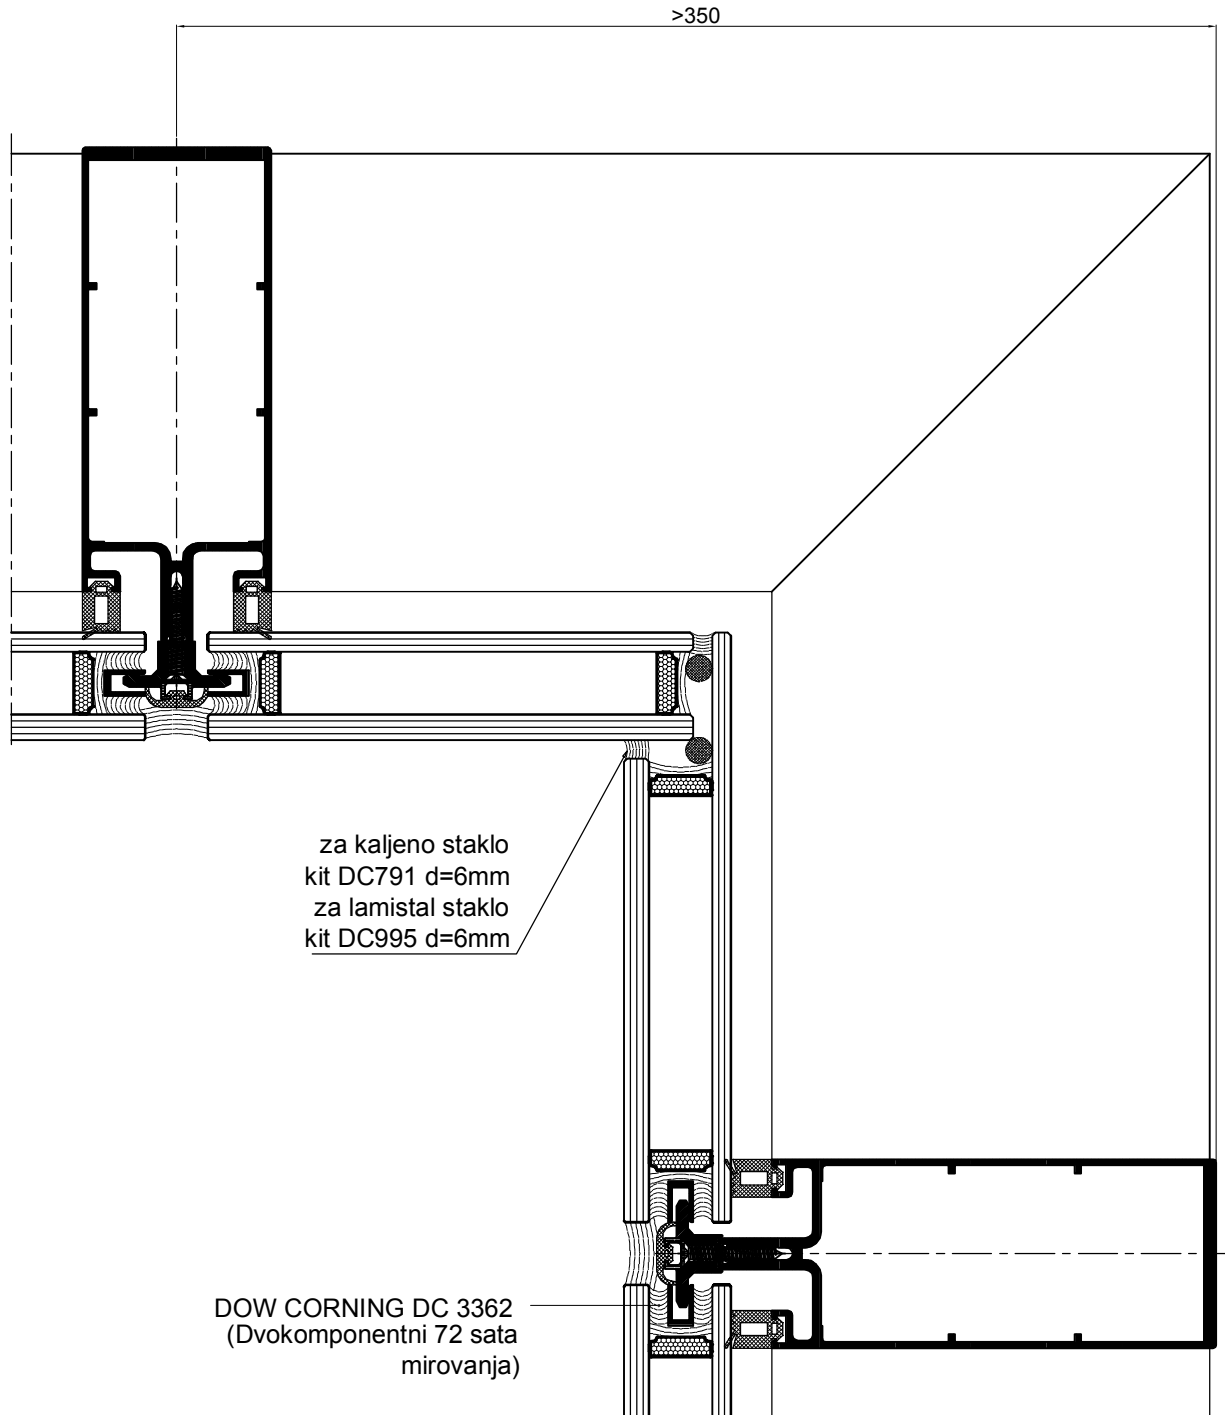 >350
za kaljeno staklo
kit DC791 d=6mm
za lamistal staklo
kit DC995 d=6mm
DOW CORNING DC 3362
(Dvokomponentni 72 sata
mirovanja)